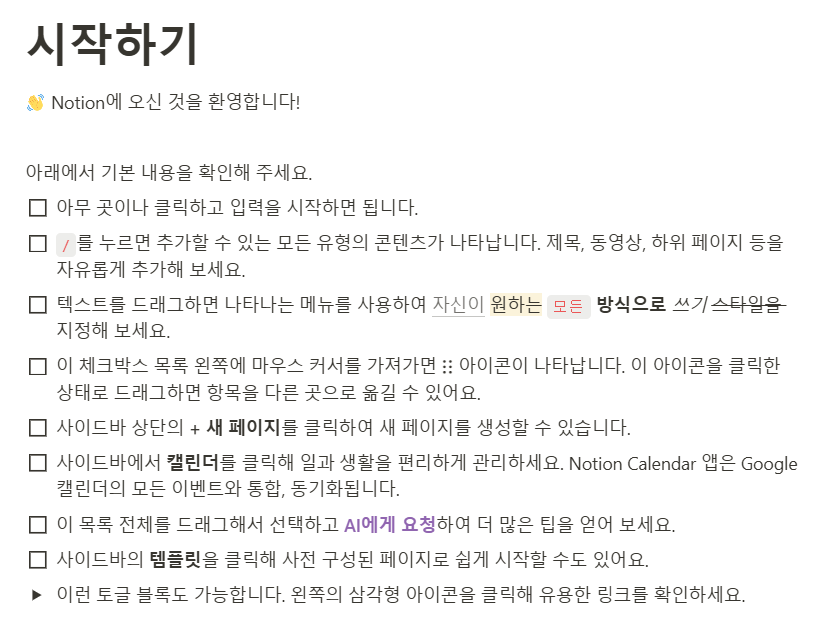 시작하기
👋 Notion에 오신 것을 환영합니다!
아래에서 기본 내용을 확인해 주세요.
아무 곳이나 클릭하고 입력을 시작하면 됩니다.
/를 누르면 추가할 수 있는 모든 유형의 콘텐츠가 나타납니다. 제목, 동영상, 하위 페이지 등을
자유롭게 추가해 보세요.
텍스트를 드래그하면 나타나는 메뉴를 사용하여 자신이 원하는 모든 방식으로 쓰기 스타일을
지정해 보세요.
이 체크박스 목록 왼쪽에 마우스 커서를 가져가면 ⠿ 아이콘이 나타납니다. 이 아이콘을 클릭한
상태로 드래그하면 항목을 다른 곳으로 옮길 수 있어요.
사이드바 상단의 + 새 페이지를 클릭하여 새 페이지를 생성할 수 있습니다.
사이드바에서 캘린더를 클릭해 일과 생활을 편리하게 관리하세요. Notion Calendar 앱은 Google
캘린더의 모든 이벤트와 통합, 동기화됩니다.
이 목록 전체를 드래그해서 선택하고 AI에게 요청하여 더 많은 팁을 얻어 보세요.
사이드바의 템플릿을 클릭해 사전 구성된 페이지로 쉽게 시작할 수도 있어요.
이런 토글 블록도 가능합니다. 왼쪽의 삼각형 아이콘을 클릭해 유용한 링크를 확인하세요.